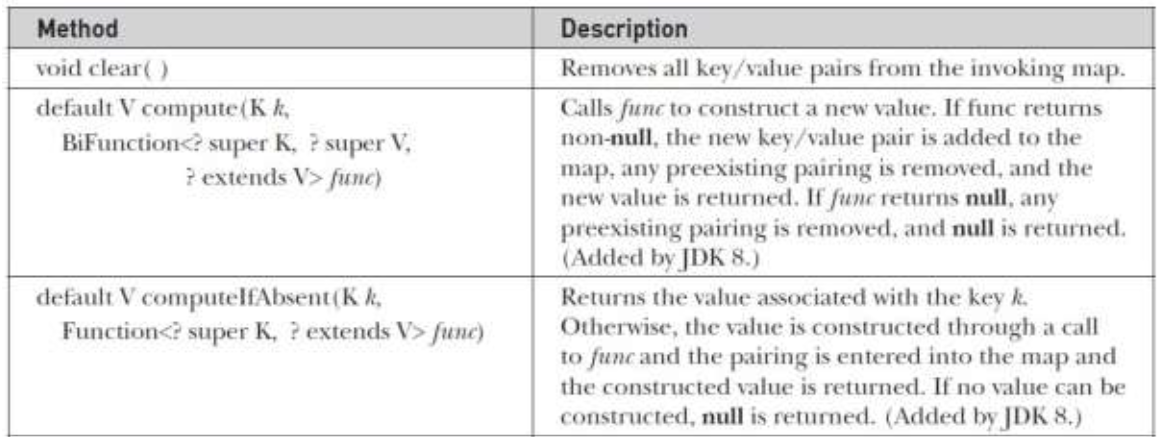 Method Description
void clear( ) Removes all key/value pairs from the invoking map.
default V compute(K k,
BiFunction<? super K, ? super V,
? extends V> func)
Calls func to construct a new value. If func returns
non-null, the new key/value pair is added to the
map, any preexisting pairing is removed, and the
new value is returned. If func returns null, any
preexisting pairing is removed, and null is returned.
(Added by JDK 8.)
default V computeIfAbsent(K k,
Function<? super K, ? extends V> func)
Returns the value associated with the key k.
Otherwise, the value is constructed through a call
to func and the pairing is entered into the map and
the constructed value is returned. If no value can be
constructed, null is returned. (Added by JDK 8.)